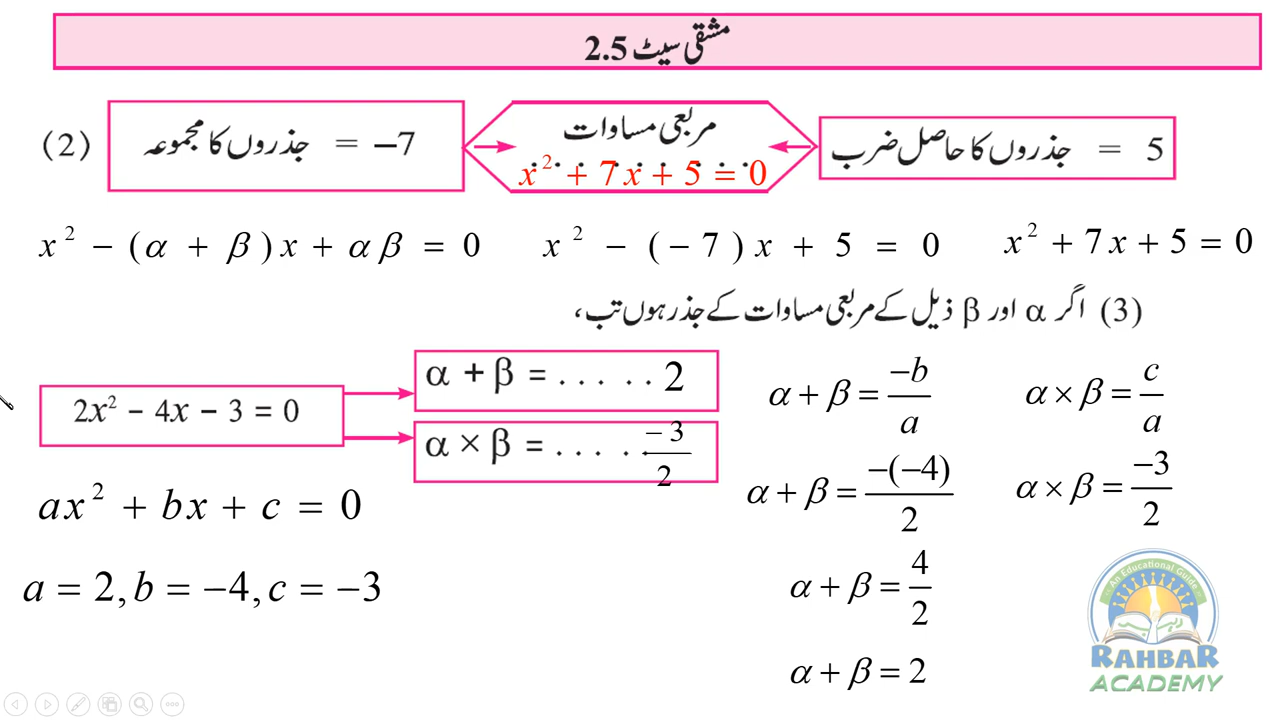 مشقی سیٹ 2.5
(2) جذروں کا مجموعہ = –7
مربعی مساوات
x² + 7x + 5 = 0
جذروں کا حاصل ضرب = 5
x² − (α + β)x + αβ = 0
x² − (−7)x + 5 = 0
x² + 7x + 5 = 0
(3) اگر α اور β ذیل کے مربعی مساوات کے جذر ہوں تب،
2x² – 4x – 3 = 0
α + β = . . . . . . 2
α × β = . . . . . . −3/2
ax² + bx + c = 0
a = 2, b = −4, c = −3
α + β = −b/a
α + β = −(−4)/2
α + β = 4/2
α + β = 2
α × β = c/a
α × β = −3/2
An Educational Guide
رہبر
RAHBAR
ACADEMY